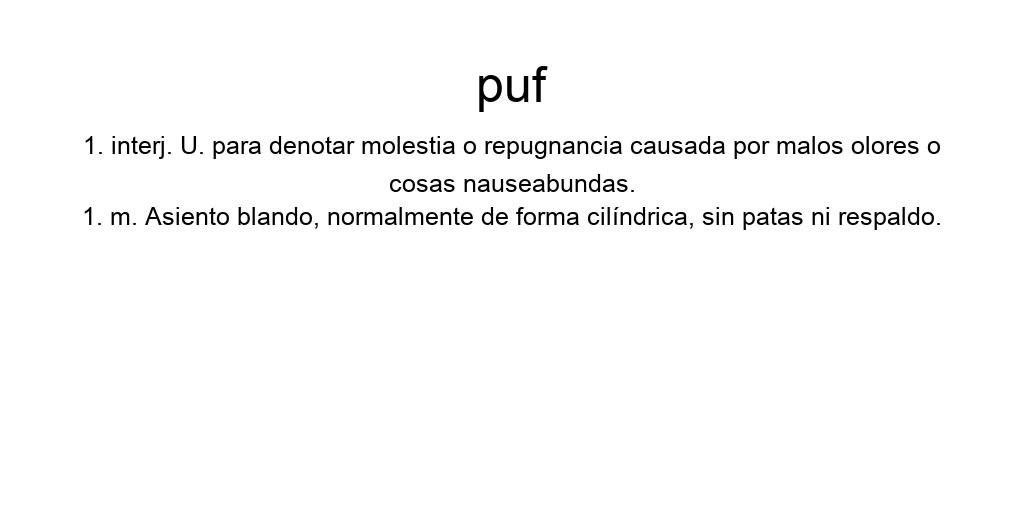 puf
1. interj. U. para denotar molestia o repugnancia causada por malos olores o
cosas nauseabundas.
1. m. Asiento blando, normalmente de forma cilíndrica, sin patas ni respaldo.